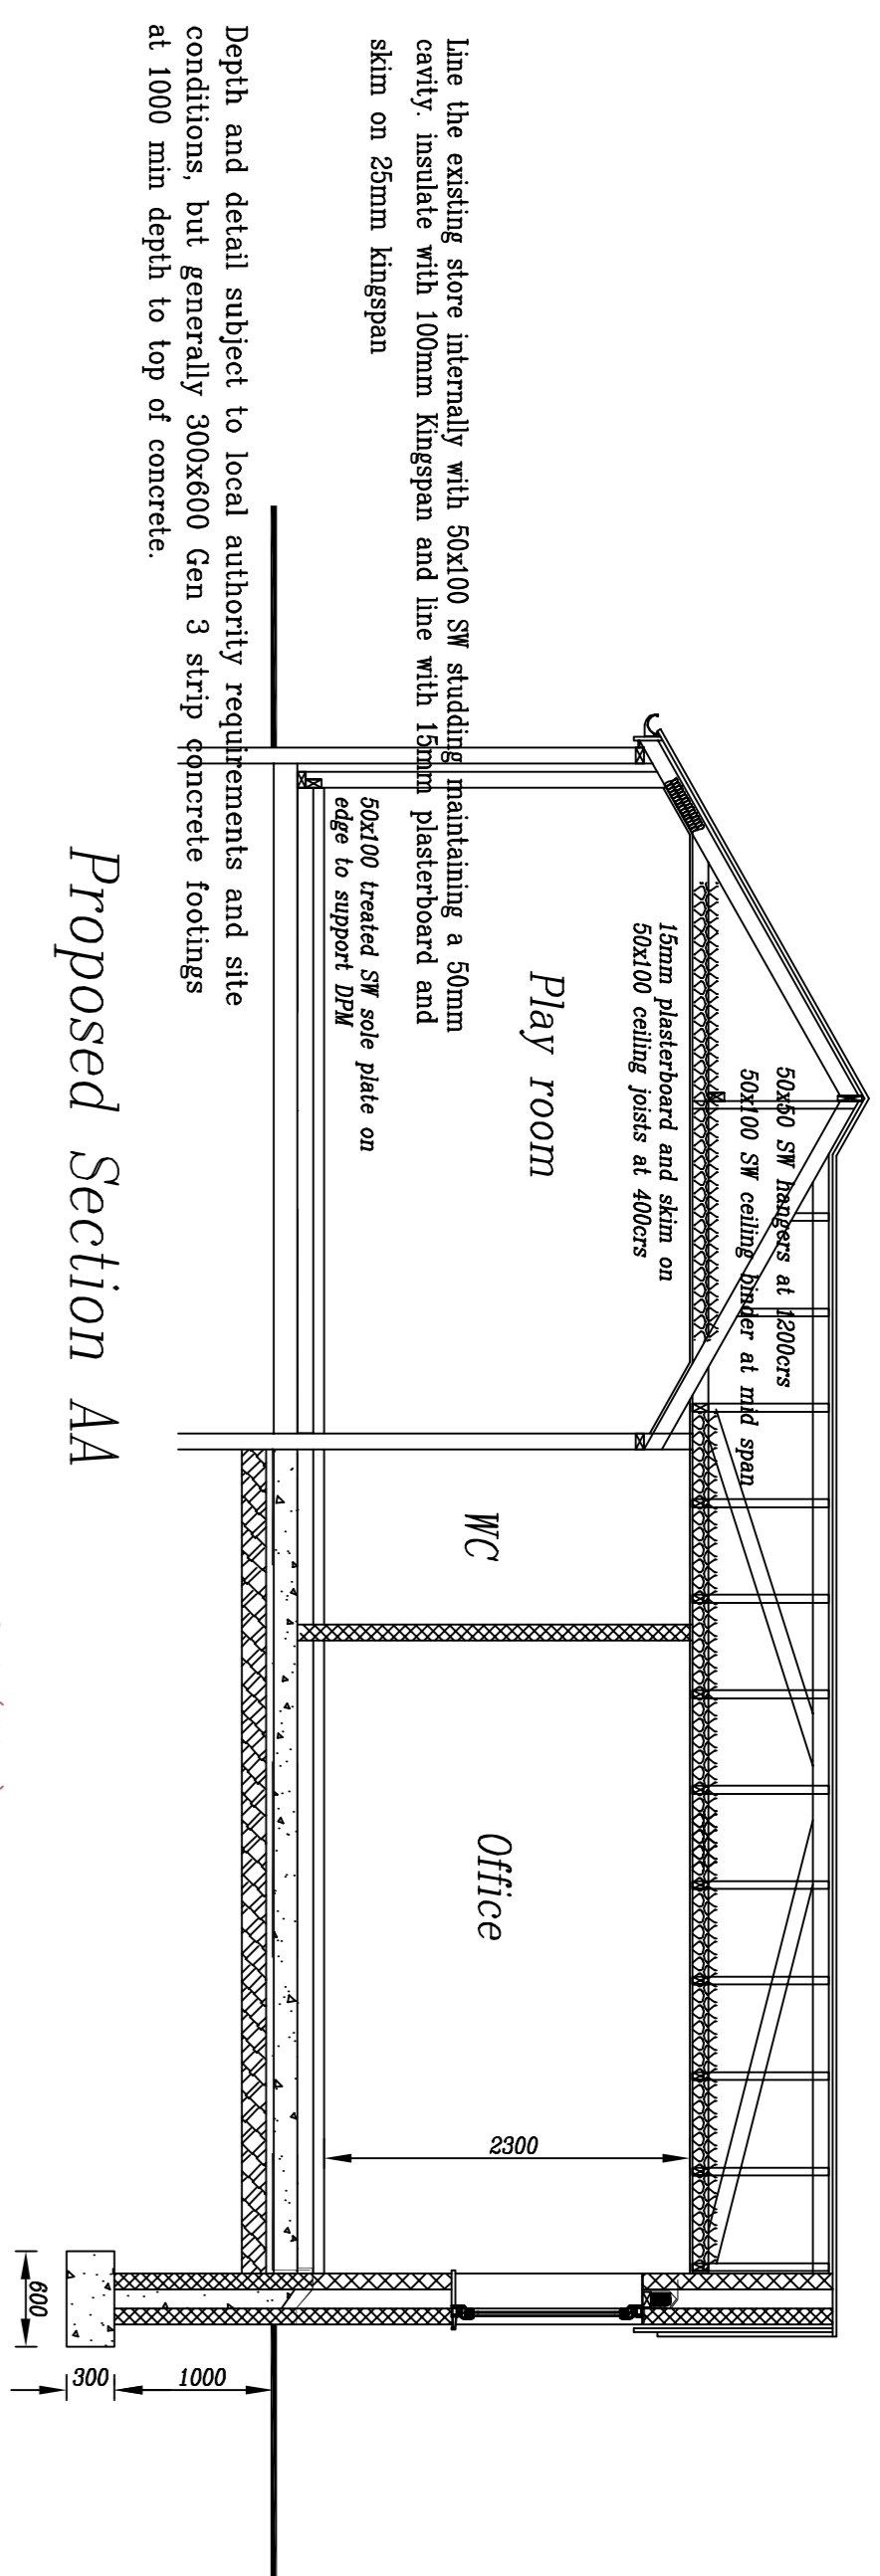 50x50 SW hangers at 1200crs
50x100 SW ceiling binder at mid span
15mm plasterboard and skim on
50x100 ceiling joists at 400crs
Line the existing store internally with 50x100 SW studding maintaining a 50mm
cavity. insulate with 100mm Kingspan and line with 15mm plasterboard and
skim on 25mm kingspan
Play room
WC
Office
2300
50x100 treated SW sole plate on
edge to support DPM
Depth and detail subject to local authority requirements and site
conditions, but generally 300x600 Gen 3 strip concrete footings
at 1000 min depth to top of concrete.
1000
300
600
Proposed Section AA